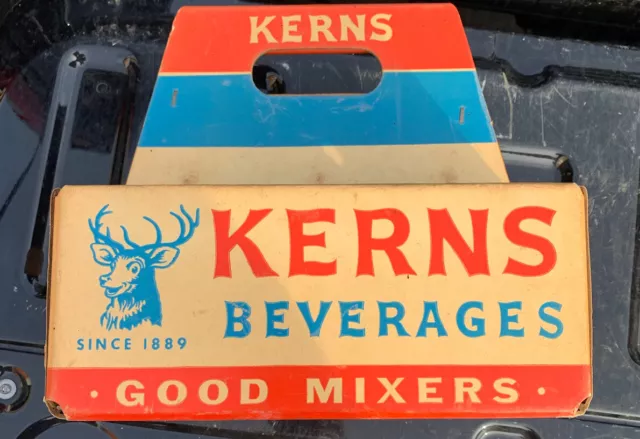 KERNS
KERNS
BEVERAGES
SINCE 1889
· GOOD MIXERS ·